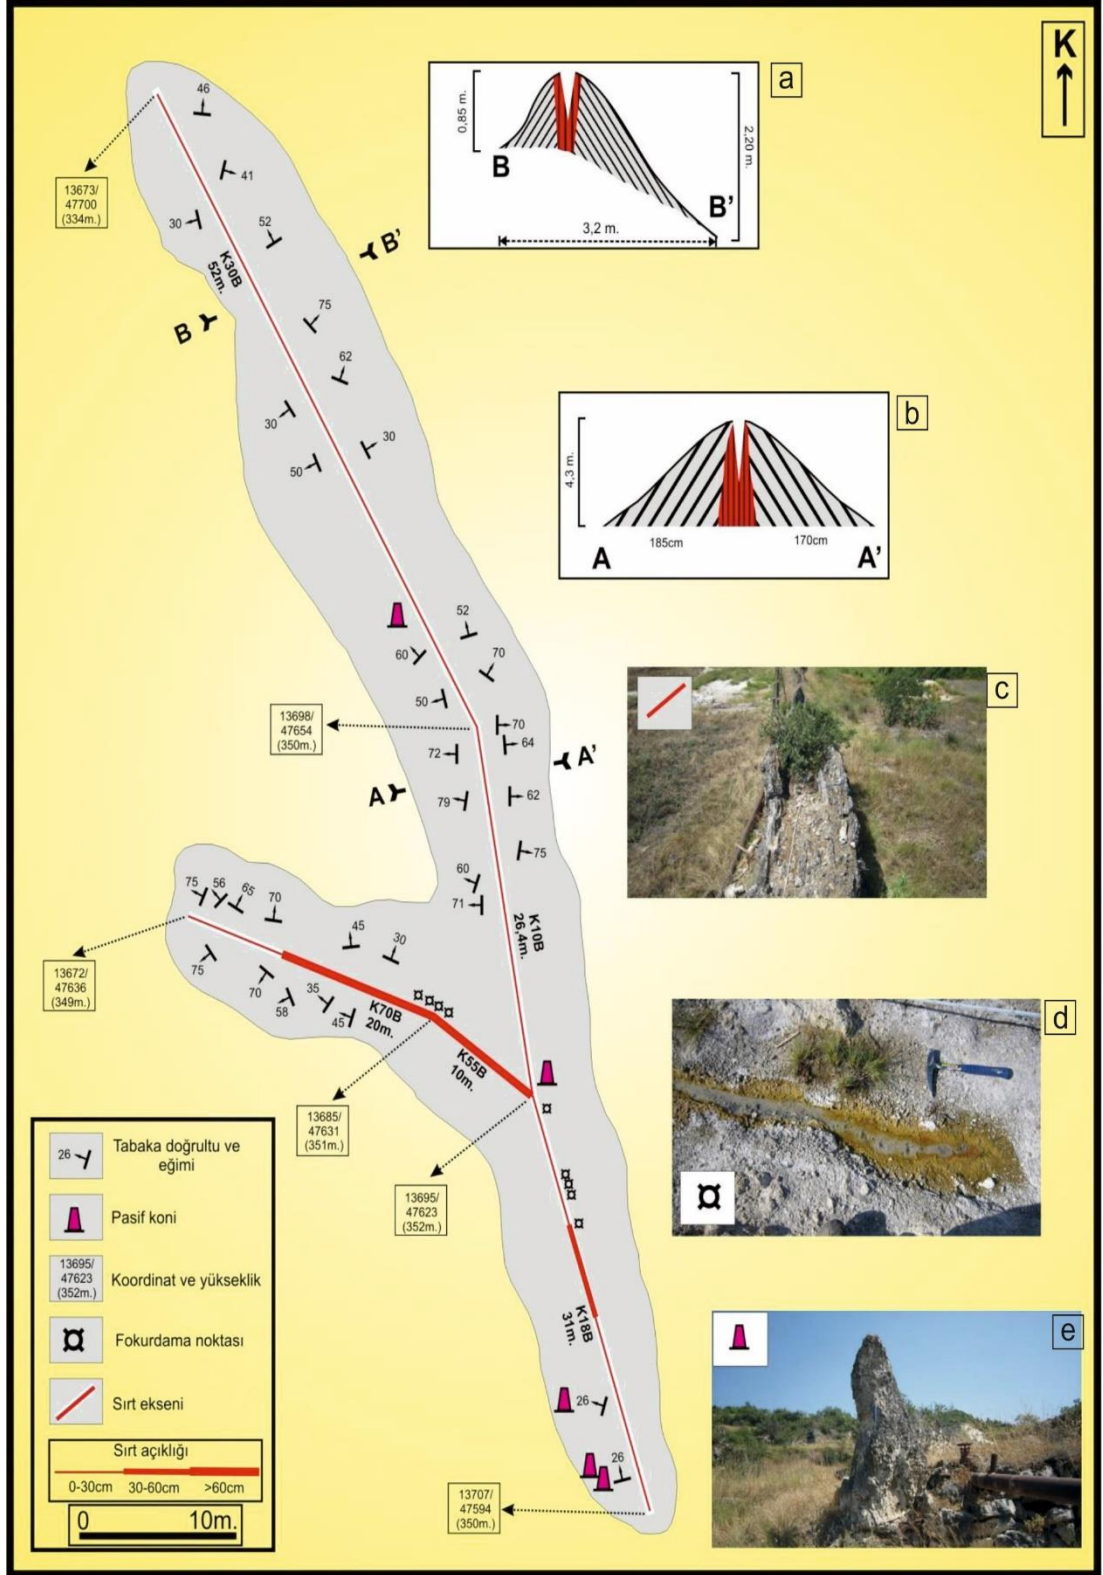 K
a
0,85 m.
2,20 m.
B
B'
3,2 m.
b
4,3 m.
185cm
170cm
A
A'
c
d
e
46
41
30
52
K30B
52m.
B'
B
75
62
30
30
50
13673/
47700
(334m.)
52
60
70
50
70
64
13698/
47654
(350m.)
72
A'
A
79
62
75
60
71
K10B
26,4m.
75
56
65
70
45
30
75
70
58
35
45
K70B
20m.
K55B
10m.
13672/
47636
(349m.)
13685/
47631
(351m.)
13695/
47623
(352m.)
K18B
31m.
26
26
13707/
47594
(350m.)
26
Tabaka doğrultu ve
eğimi
Pasif koni
13695/
47623
(352m.)
Koordinat ve yükseklik
Fokurdama noktası
Sırt ekseni
Sırt açıklığı
0-30cm 30-60cm >60cm
0 10m.